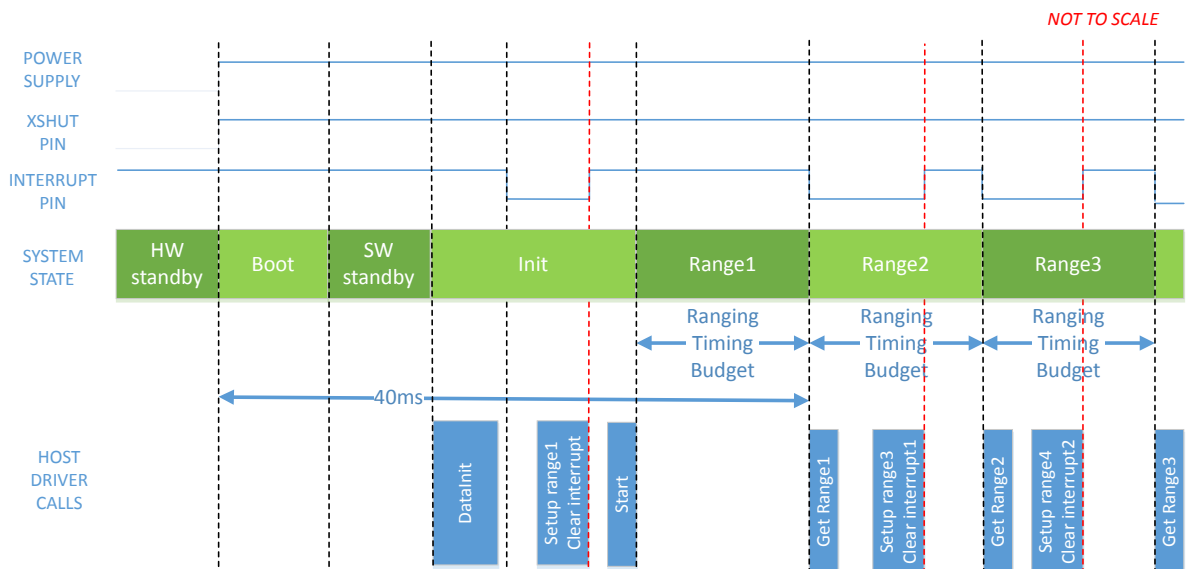 NOT TO SCALE
POWER
SUPPLY
XSHUT
PIN
INTERRUPT
PIN
SYSTEM
STATE
HW
standby
Boot
SW
standby
Init
Range1
Range2
Range3
Ranging
Timing
Budget
Ranging
Timing
Budget
Ranging
Timing
Budget
40ms
HOST
DRIVER
CALLS
DataInit
Setup range1
Clear interrupt
Start
Get Range1
Setup range3
Clear interrupt1
Get Range2
Setup range4
Clear interrupt2
Get Range3